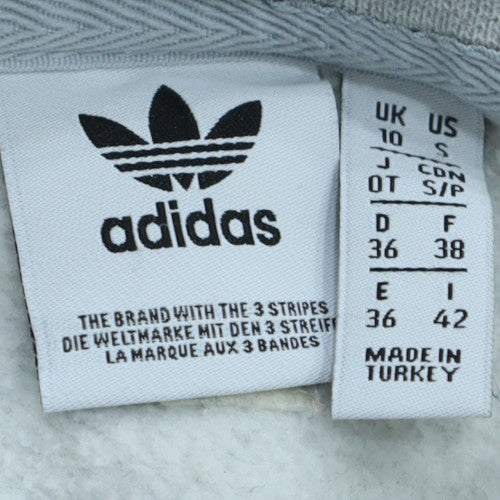 adidas
THE BRAND WITH THE 3 STRIPES
DIE WELTMARKE MIT DEN 3 STREIFE
LA MARQUE AUX 3 BANDES
UK US
10 S
J CDN
OT S/P
D F
36 38
E I
36 42
MADE IN
TURKEY